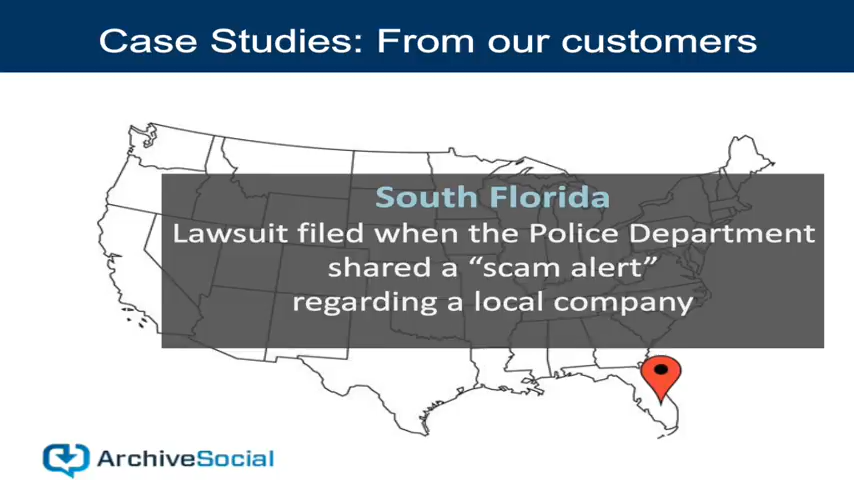 Case Studies: From our customers
South Florida
Lawsuit filed when the Police Department
shared a “scam alert”
regarding a local company
ArchiveSocial